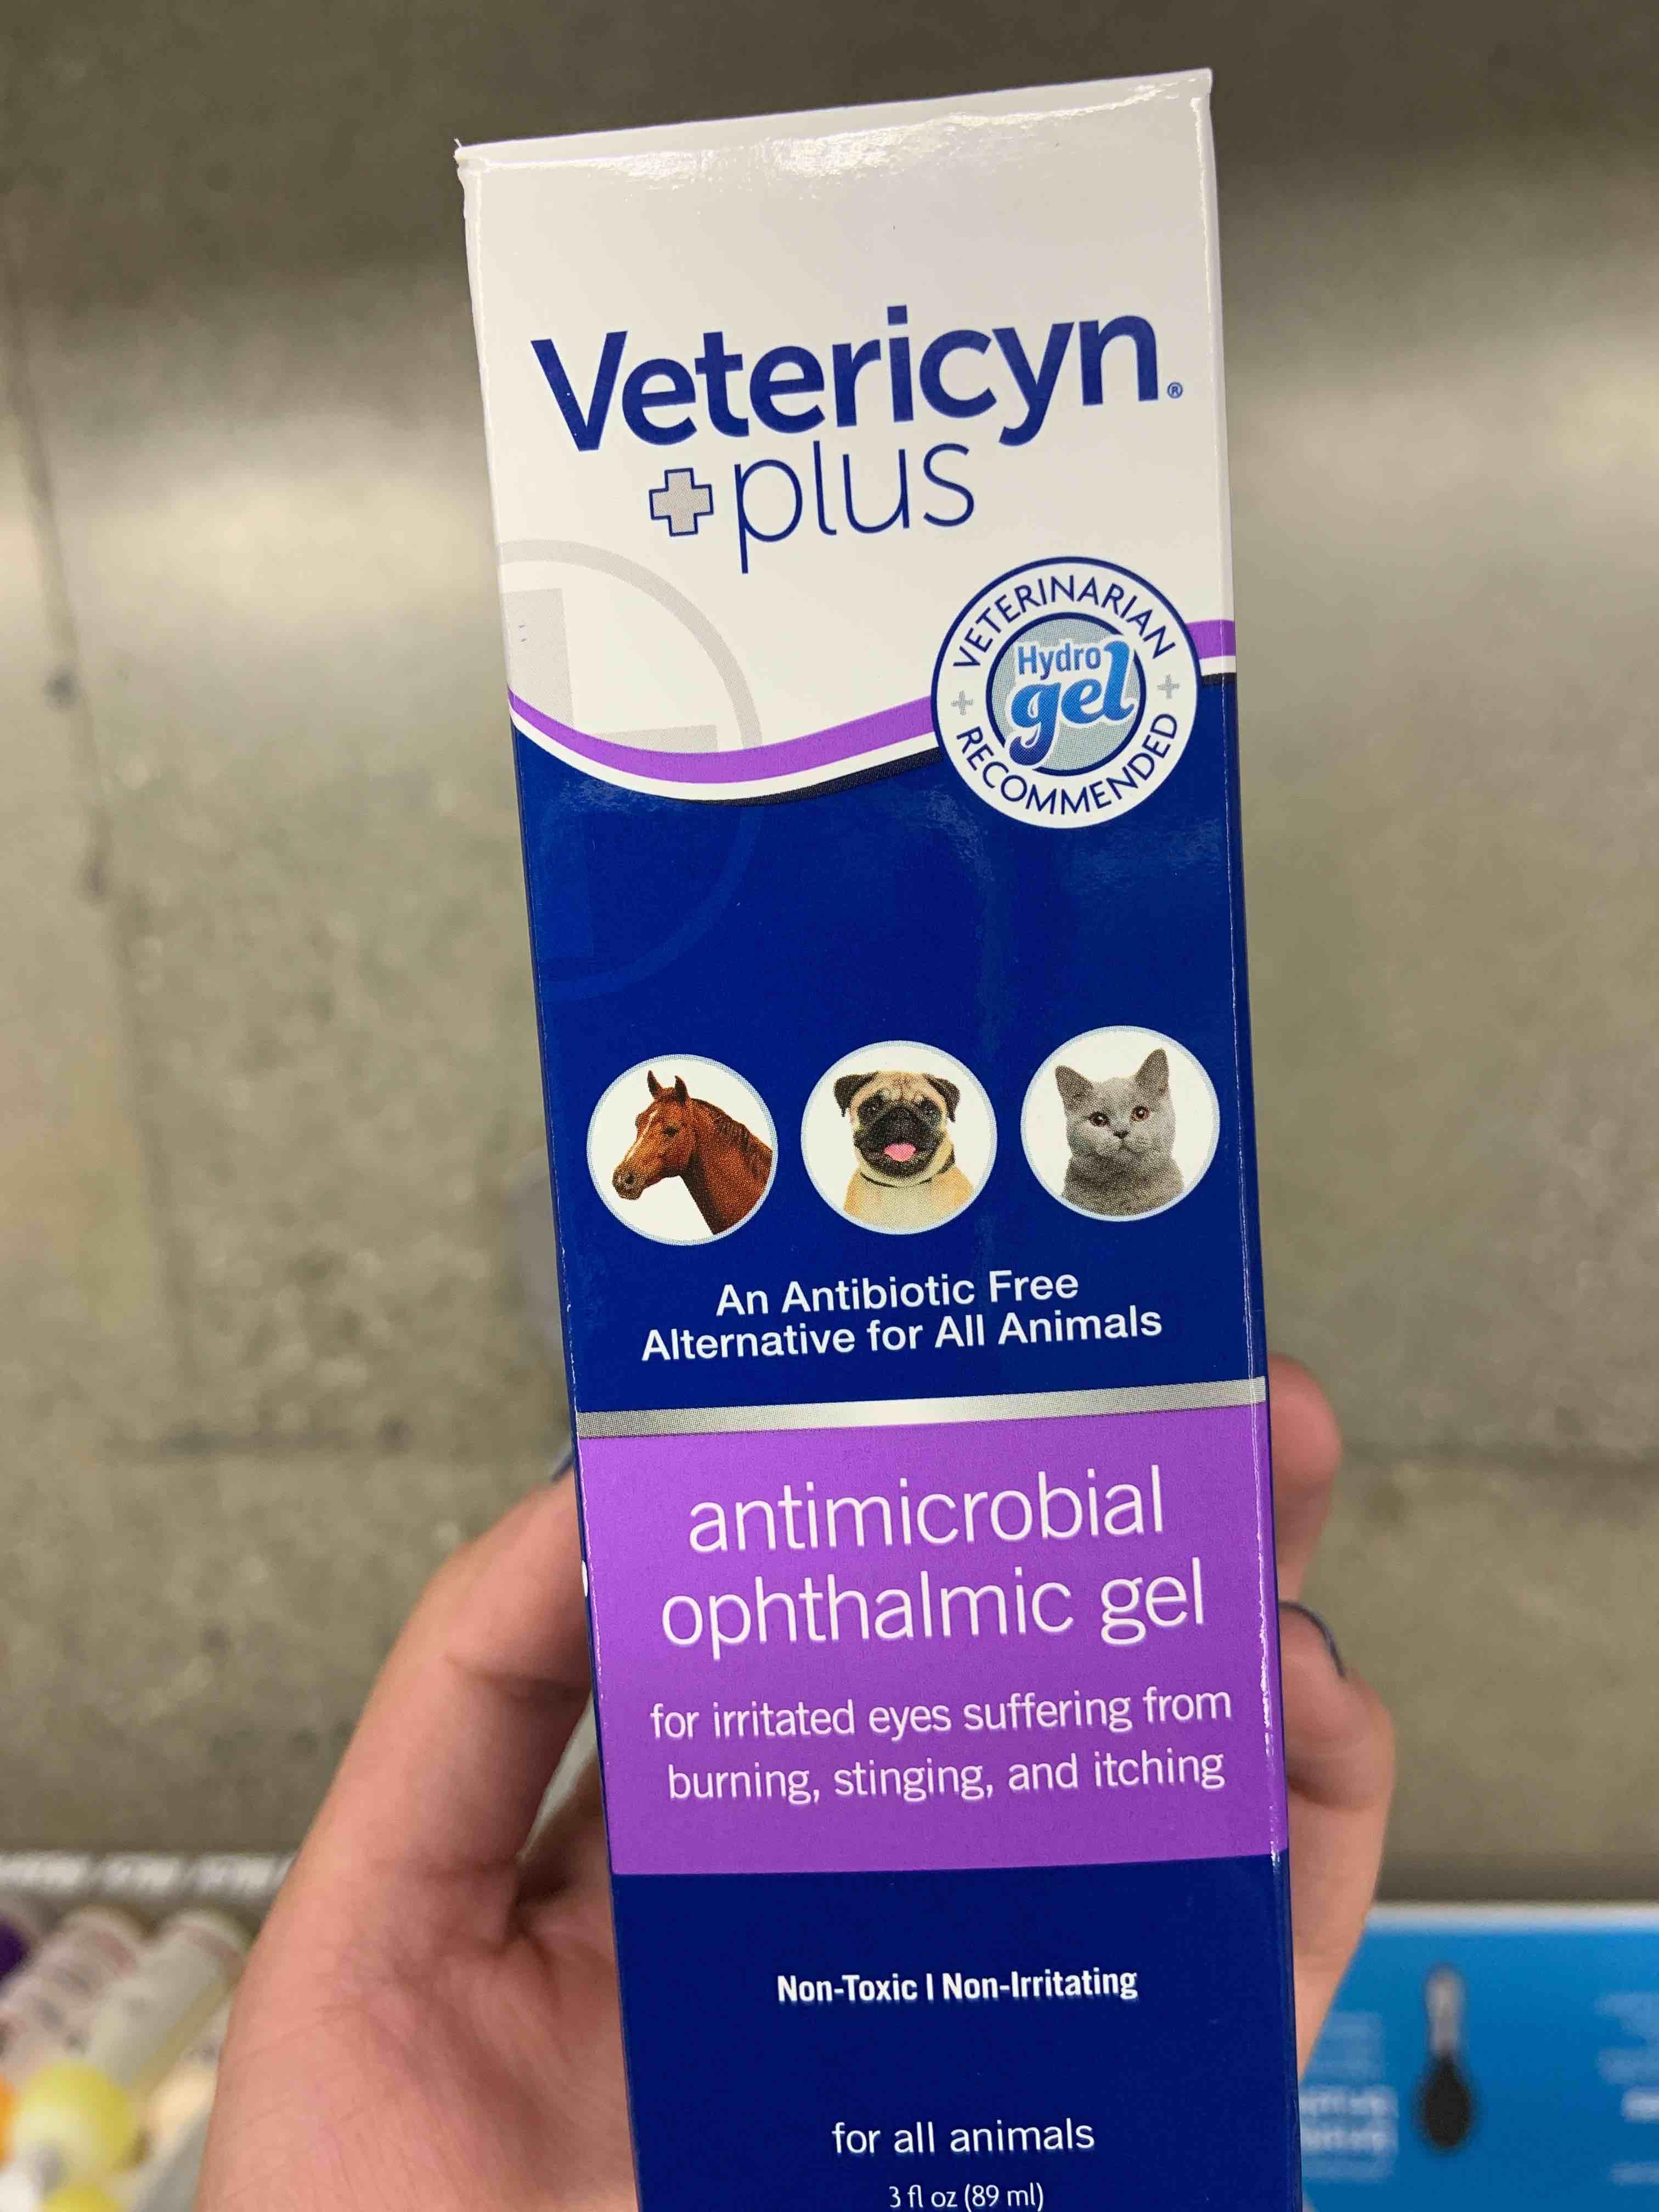 Vetericyn®
plus
VETERINARIAN
Hydro
gel
RECOMMENDED
An Antibiotic Free
Alternative for All Animals
antimicrobial
ophthalmic gel
for irritated eyes suffering from
burning, stinging, and itching
Non-Toxic | Non-Irritating
for all animals
3 fl oz (89 ml)